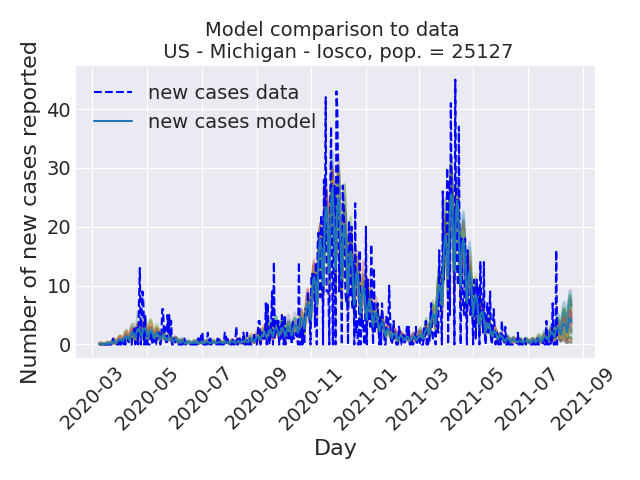 Model comparison to data
US - Michigan - Iosco, pop. = 25127
Number of new cases reported
40
30
20
10
0
new cases data
new cases model
2020-03
2020-05
2020-07
2020-09
2020-11
2021-01
2021-03
2021-05
2021-07
2021-09
Day